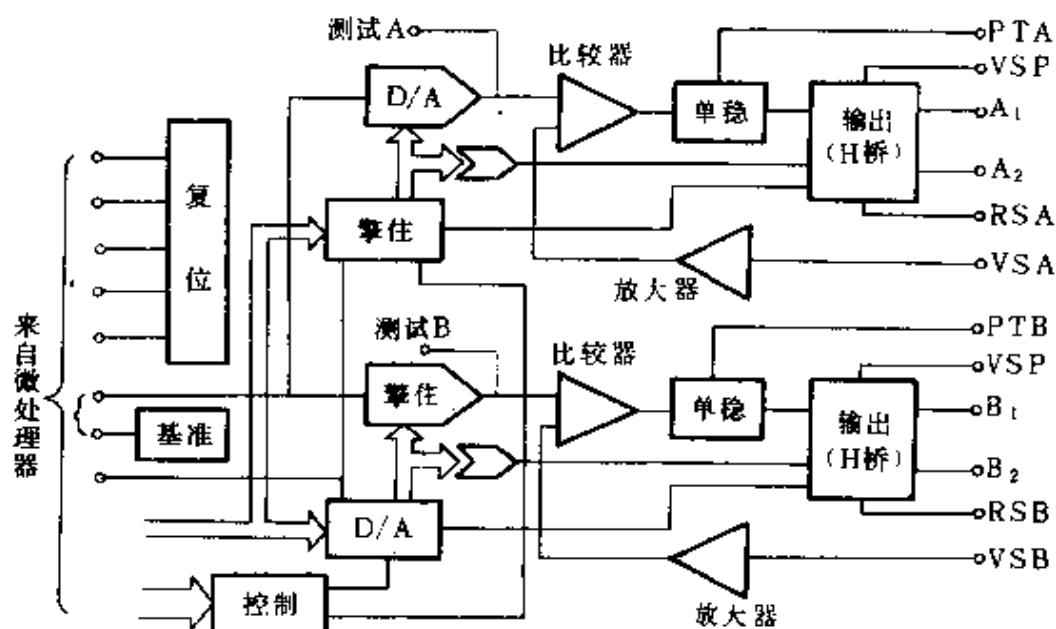 测试A
比较器
PTA
VSP
D/A
单稳
输出
(H桥)
A₁
A₂
RSA
复位
擎住
放大器
VSA
来自微处理器
测试B
比较器
PTB
VSP
擎住
单稳
输出
(H桥)
B₁
B₂
RSB
基准
D/A
放大器
VSB
控制